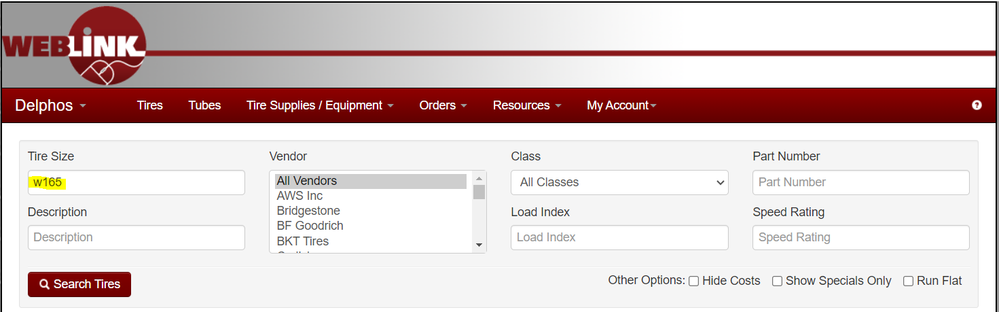 WEBLINK
Delphos Tires Tubes Tire Supplies / Equipment Orders Resources My Account ?
Tire Size Vendor Class Part Number
w165 All Vendors All Classes Part Number
AWS Inc
Bridgestone
Description Load Index Speed Rating
BF Goodrich
Description BKT Tires Load Index Speed Rating
Search Tires Other Options: Hide Costs Show Specials Only Run Flat